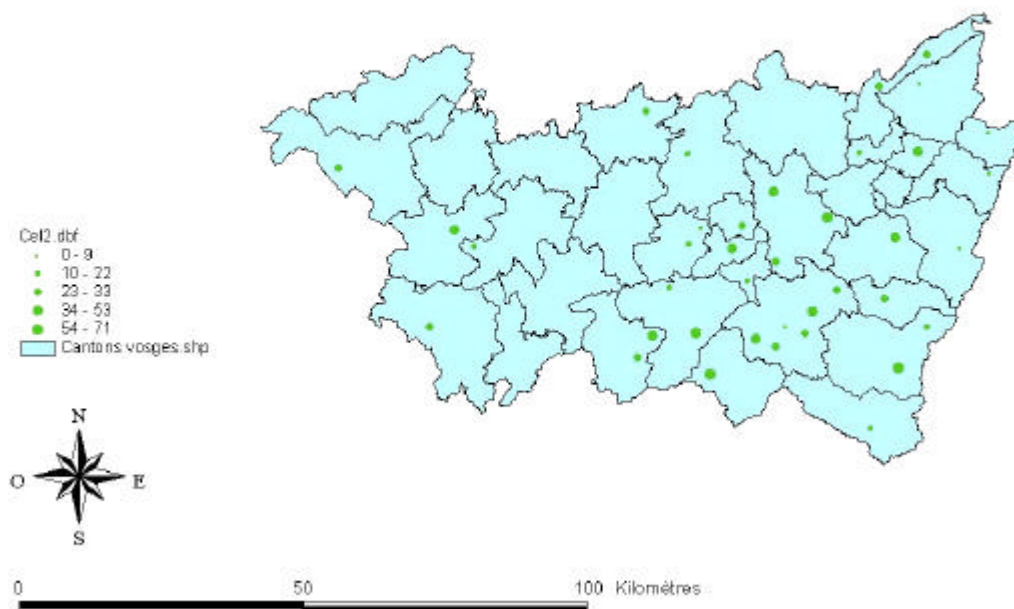 Cel2.dbf
0 - 9
10 - 22
23 - 33
34 - 53
54 - 71
Cantons vosges.shp
N
O E
S
0 50 100 Kilomètres